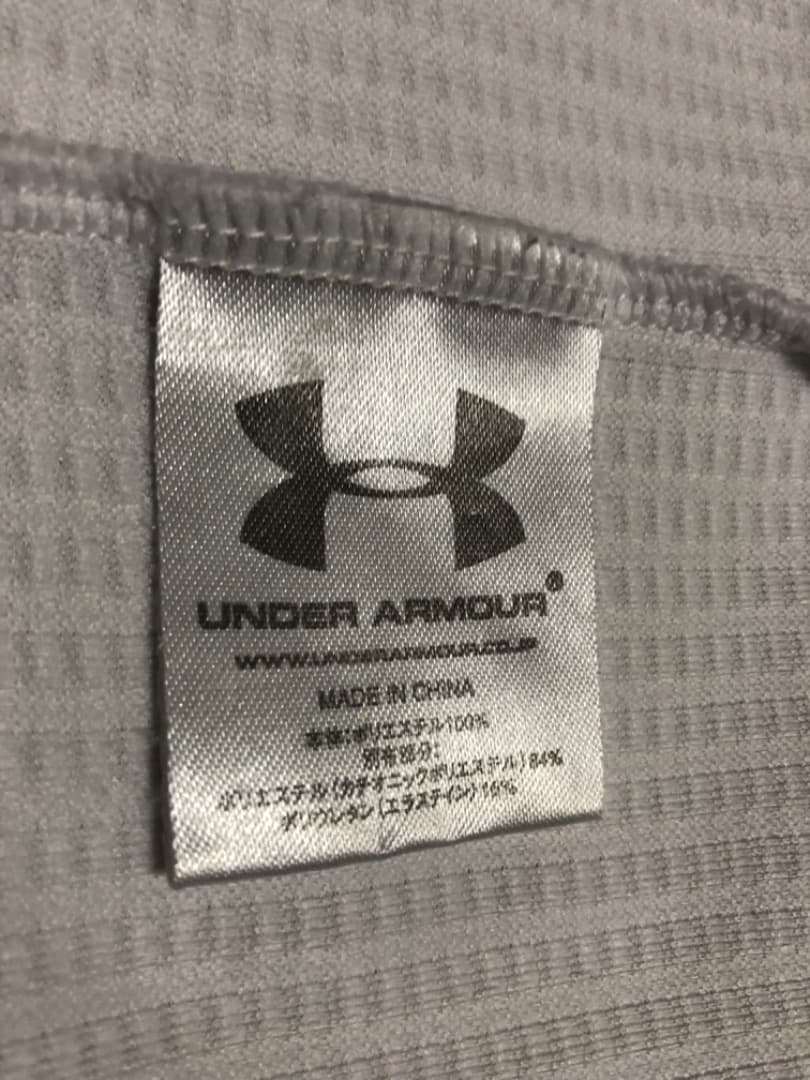 UNDER ARMOUR®
WWW.UNDERARMOUR.CO.JP
MADE IN CHINA
本体:ポリエステル100%
別布部分:
ポリエステル(カチオニックポリエステル)84%
ポリウレタン(エラステイン)16%